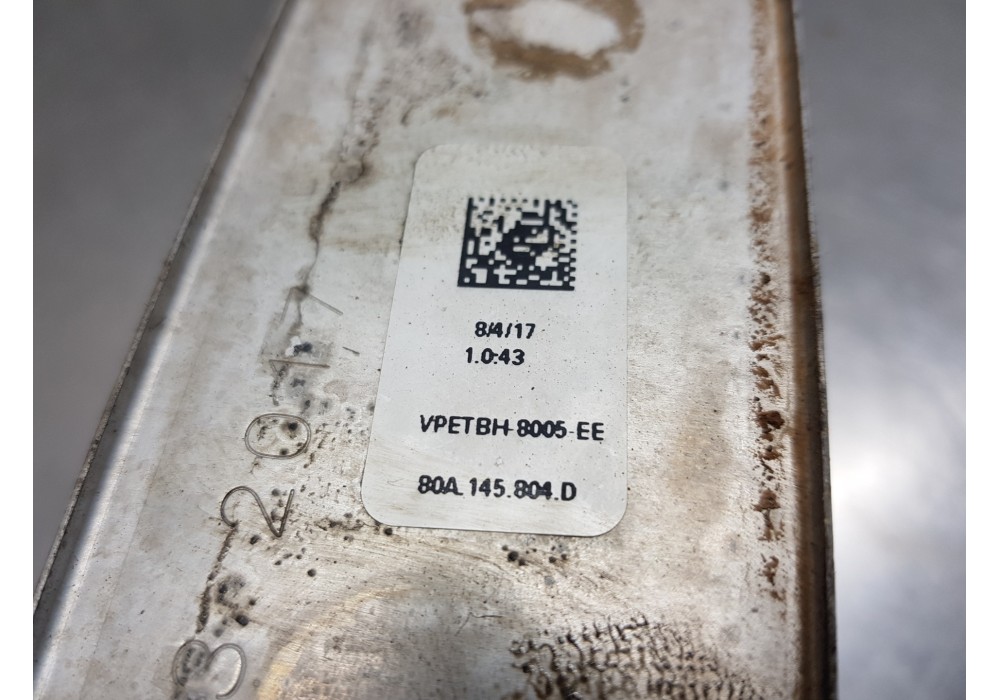 8/4/17
1.0:43
VPETBH-8005-EE
80A.145.804.D